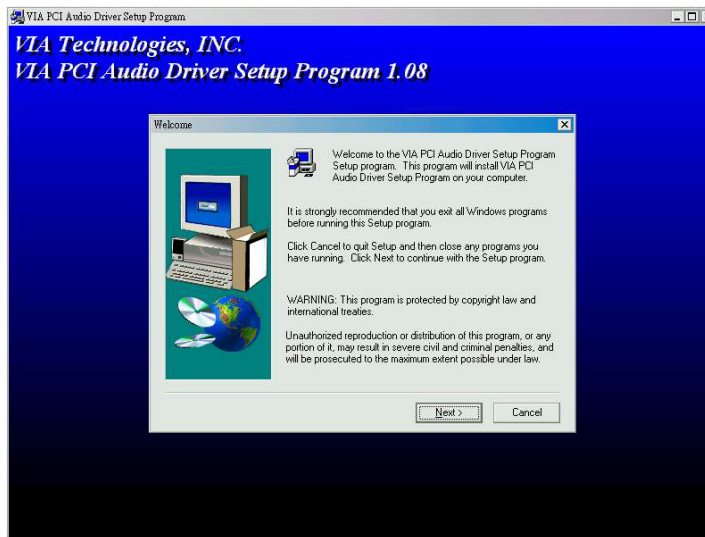 VIA PCI Audio Driver Setup Program
VIA Technologies, INC.
VIA PCI Audio Driver Setup Program 1.08
Welcome
Welcome to the VIA PCI Audio Driver Setup Program
Setup program. This program will install VIA PCI
Audio Driver Setup Program on your computer.
It is strongly recommended that you exit all Windows programs
before running this Setup program.
Click Cancel to quit Setup and then close any programs you
have running. Click Next to continue with the Setup program.
WARNING: This program is protected by copyright law and
international treaties.
Unauthorized reproduction or distribution of this program, or any
portion of it, may result in severe civil and criminal penalties, and
will be prosecuted to the maximum extent possible under law.
Next >
Cancel